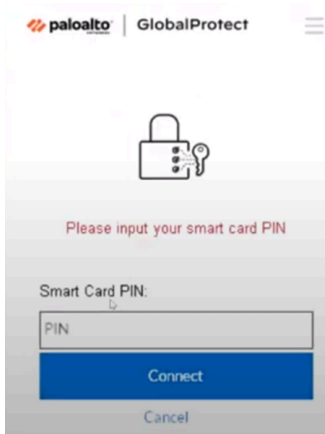 paloalto GlobalProtect
Please input your smart card PIN
Smart Card PIN:
PIN
Connect
Cancel